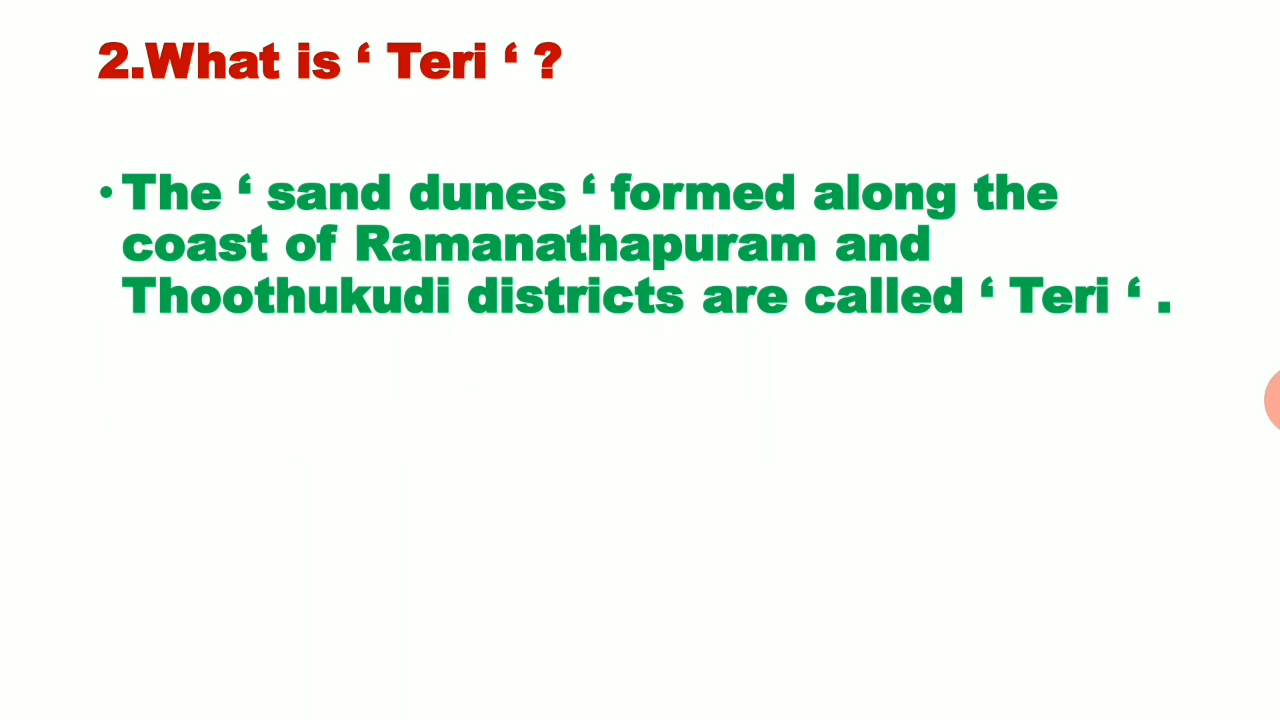 2.What is ‘ Teri ‘ ?
• The ‘ sand dunes ‘ formed along the
coast of Ramanathapuram and
Thoothukudi districts are called ‘ Teri ‘ .